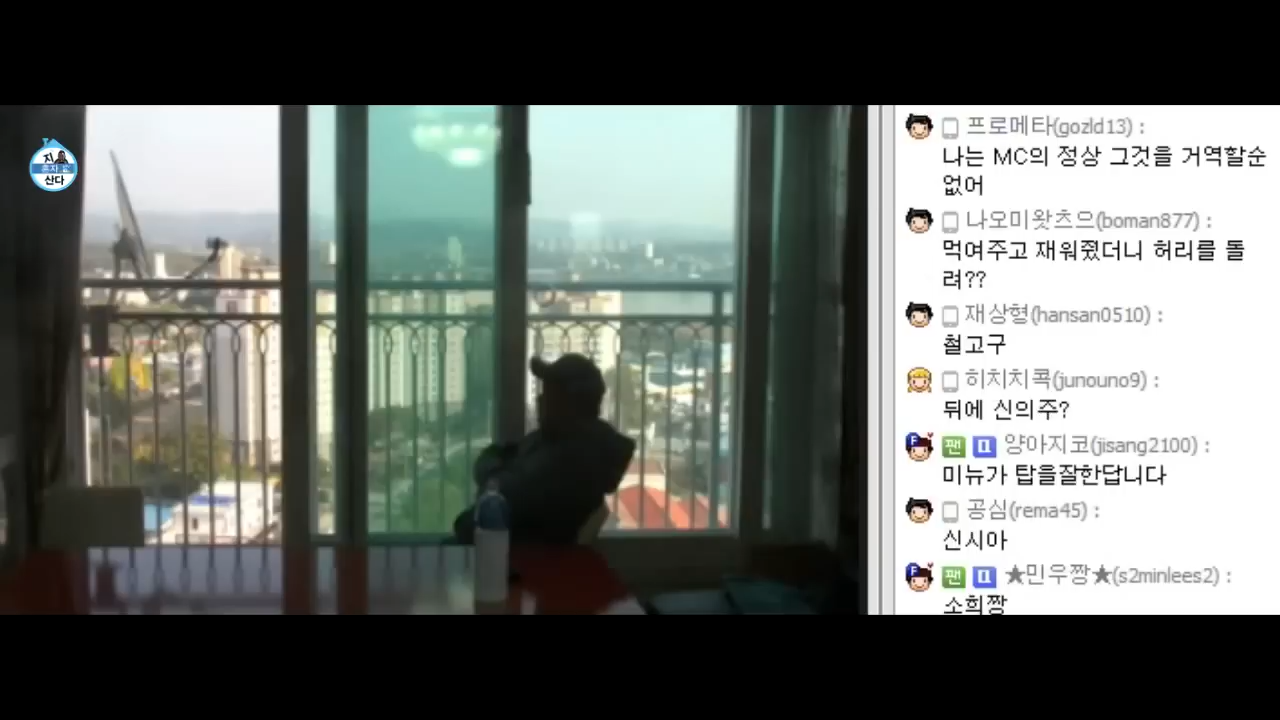 지
혼자 또
산다
프로메타(gozld13) :
나는 MC의 정상 그것을 거역할순
없어
나오미왓츠으(boman877) :
먹여주고 재워줬더니 허리를 돌
려??
재상형(hansan0510) :
철고구
히치치콕(junouno9) :
뒤에 신의주?
팬 양아지코(jisang2100) :
미뉴가 탑을잘한답니다
공심(rema45) :
신시아
팬 ★민우짱★(s2minlees2) :
소희짱